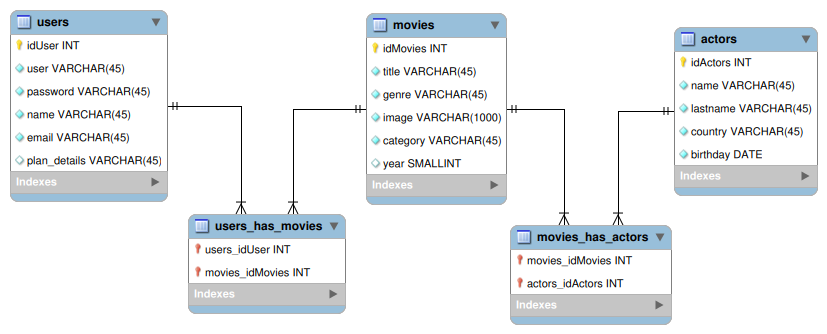 users
idUser INT
user VARCHAR(45)
password VARCHAR(45)
name VARCHAR(45)
email VARCHAR(45)
plan_details VARCHAR(45)
Indexes
movies
idMovies INT
title VARCHAR(45)
genre VARCHAR(45)
image VARCHAR(1000)
category VARCHAR(45)
year SMALLINT
Indexes
actors
idActors INT
name VARCHAR(45)
lastname VARCHAR(45)
country VARCHAR(45)
birthday DATE
Indexes
users_has_movies
users_idUser INT
movies_idMovies INT
Indexes
movies_has_actors
movies_idMovies INT
actors_idActors INT
Indexes